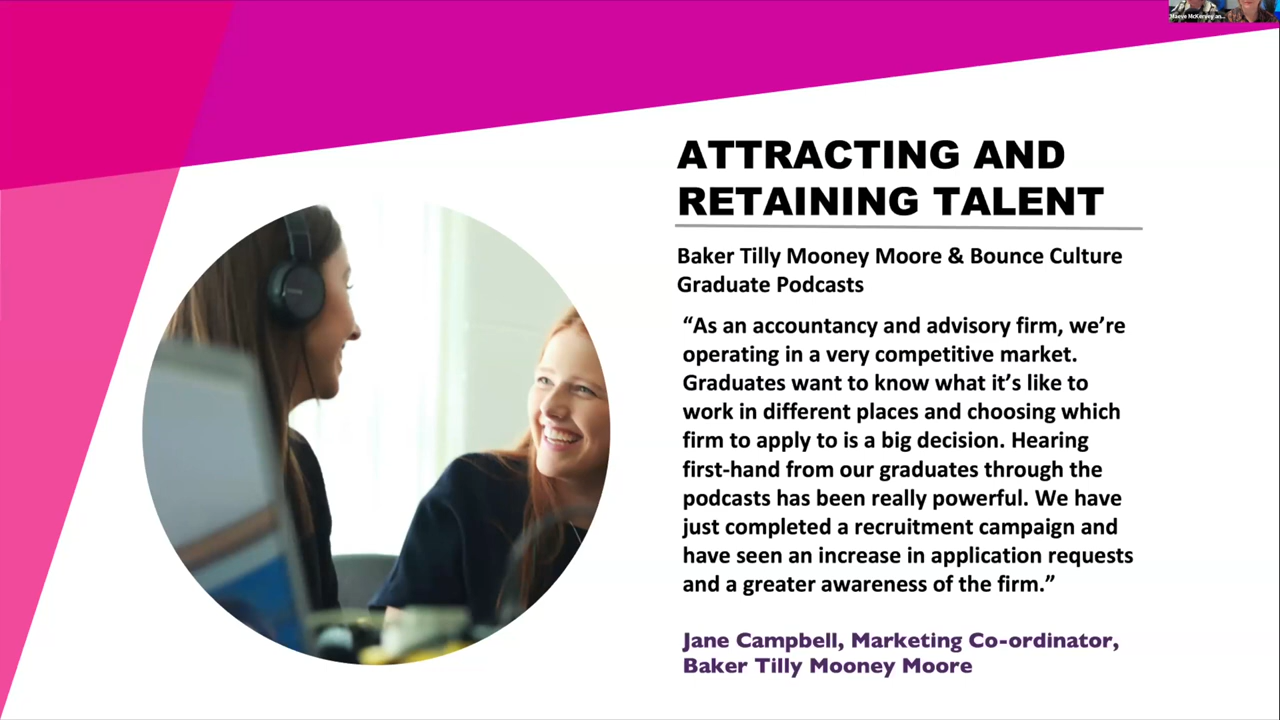 Maeve McKervey an...
ATTRACTING AND
RETAINING TALENT
Baker Tilly Mooney Moore & Bounce Culture
Graduate Podcasts
“As an accountancy and advisory firm, we’re
operating in a very competitive market.
Graduates want to know what it’s like to
work in different places and choosing which
firm to apply to is a big decision. Hearing
first-hand from our graduates through the
podcasts has been really powerful. We have
just completed a recruitment campaign and
have seen an increase in application requests
and a greater awareness of the firm.”
Jane Campbell, Marketing Co-ordinator,
Baker Tilly Mooney Moore